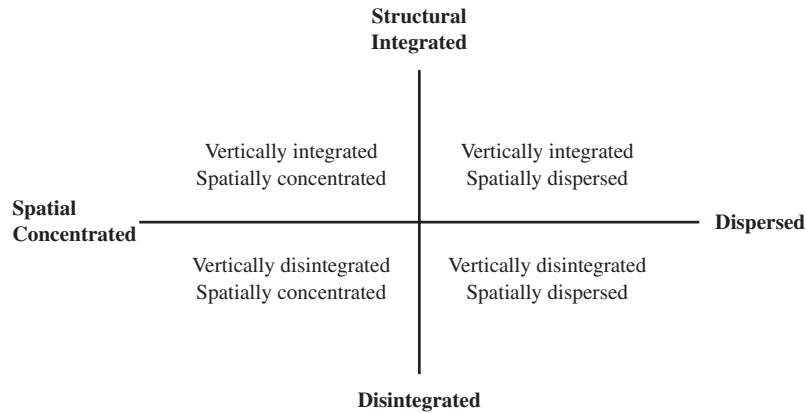 Structural
Integrated
Vertically integrated
Spatially concentrated
Vertically integrated
Spatially dispersed
Spatial
Concentrated
Dispersed
Vertically disintegrated
Spatially concentrated
Vertically disintegrated
Spatially dispersed
Disintegrated